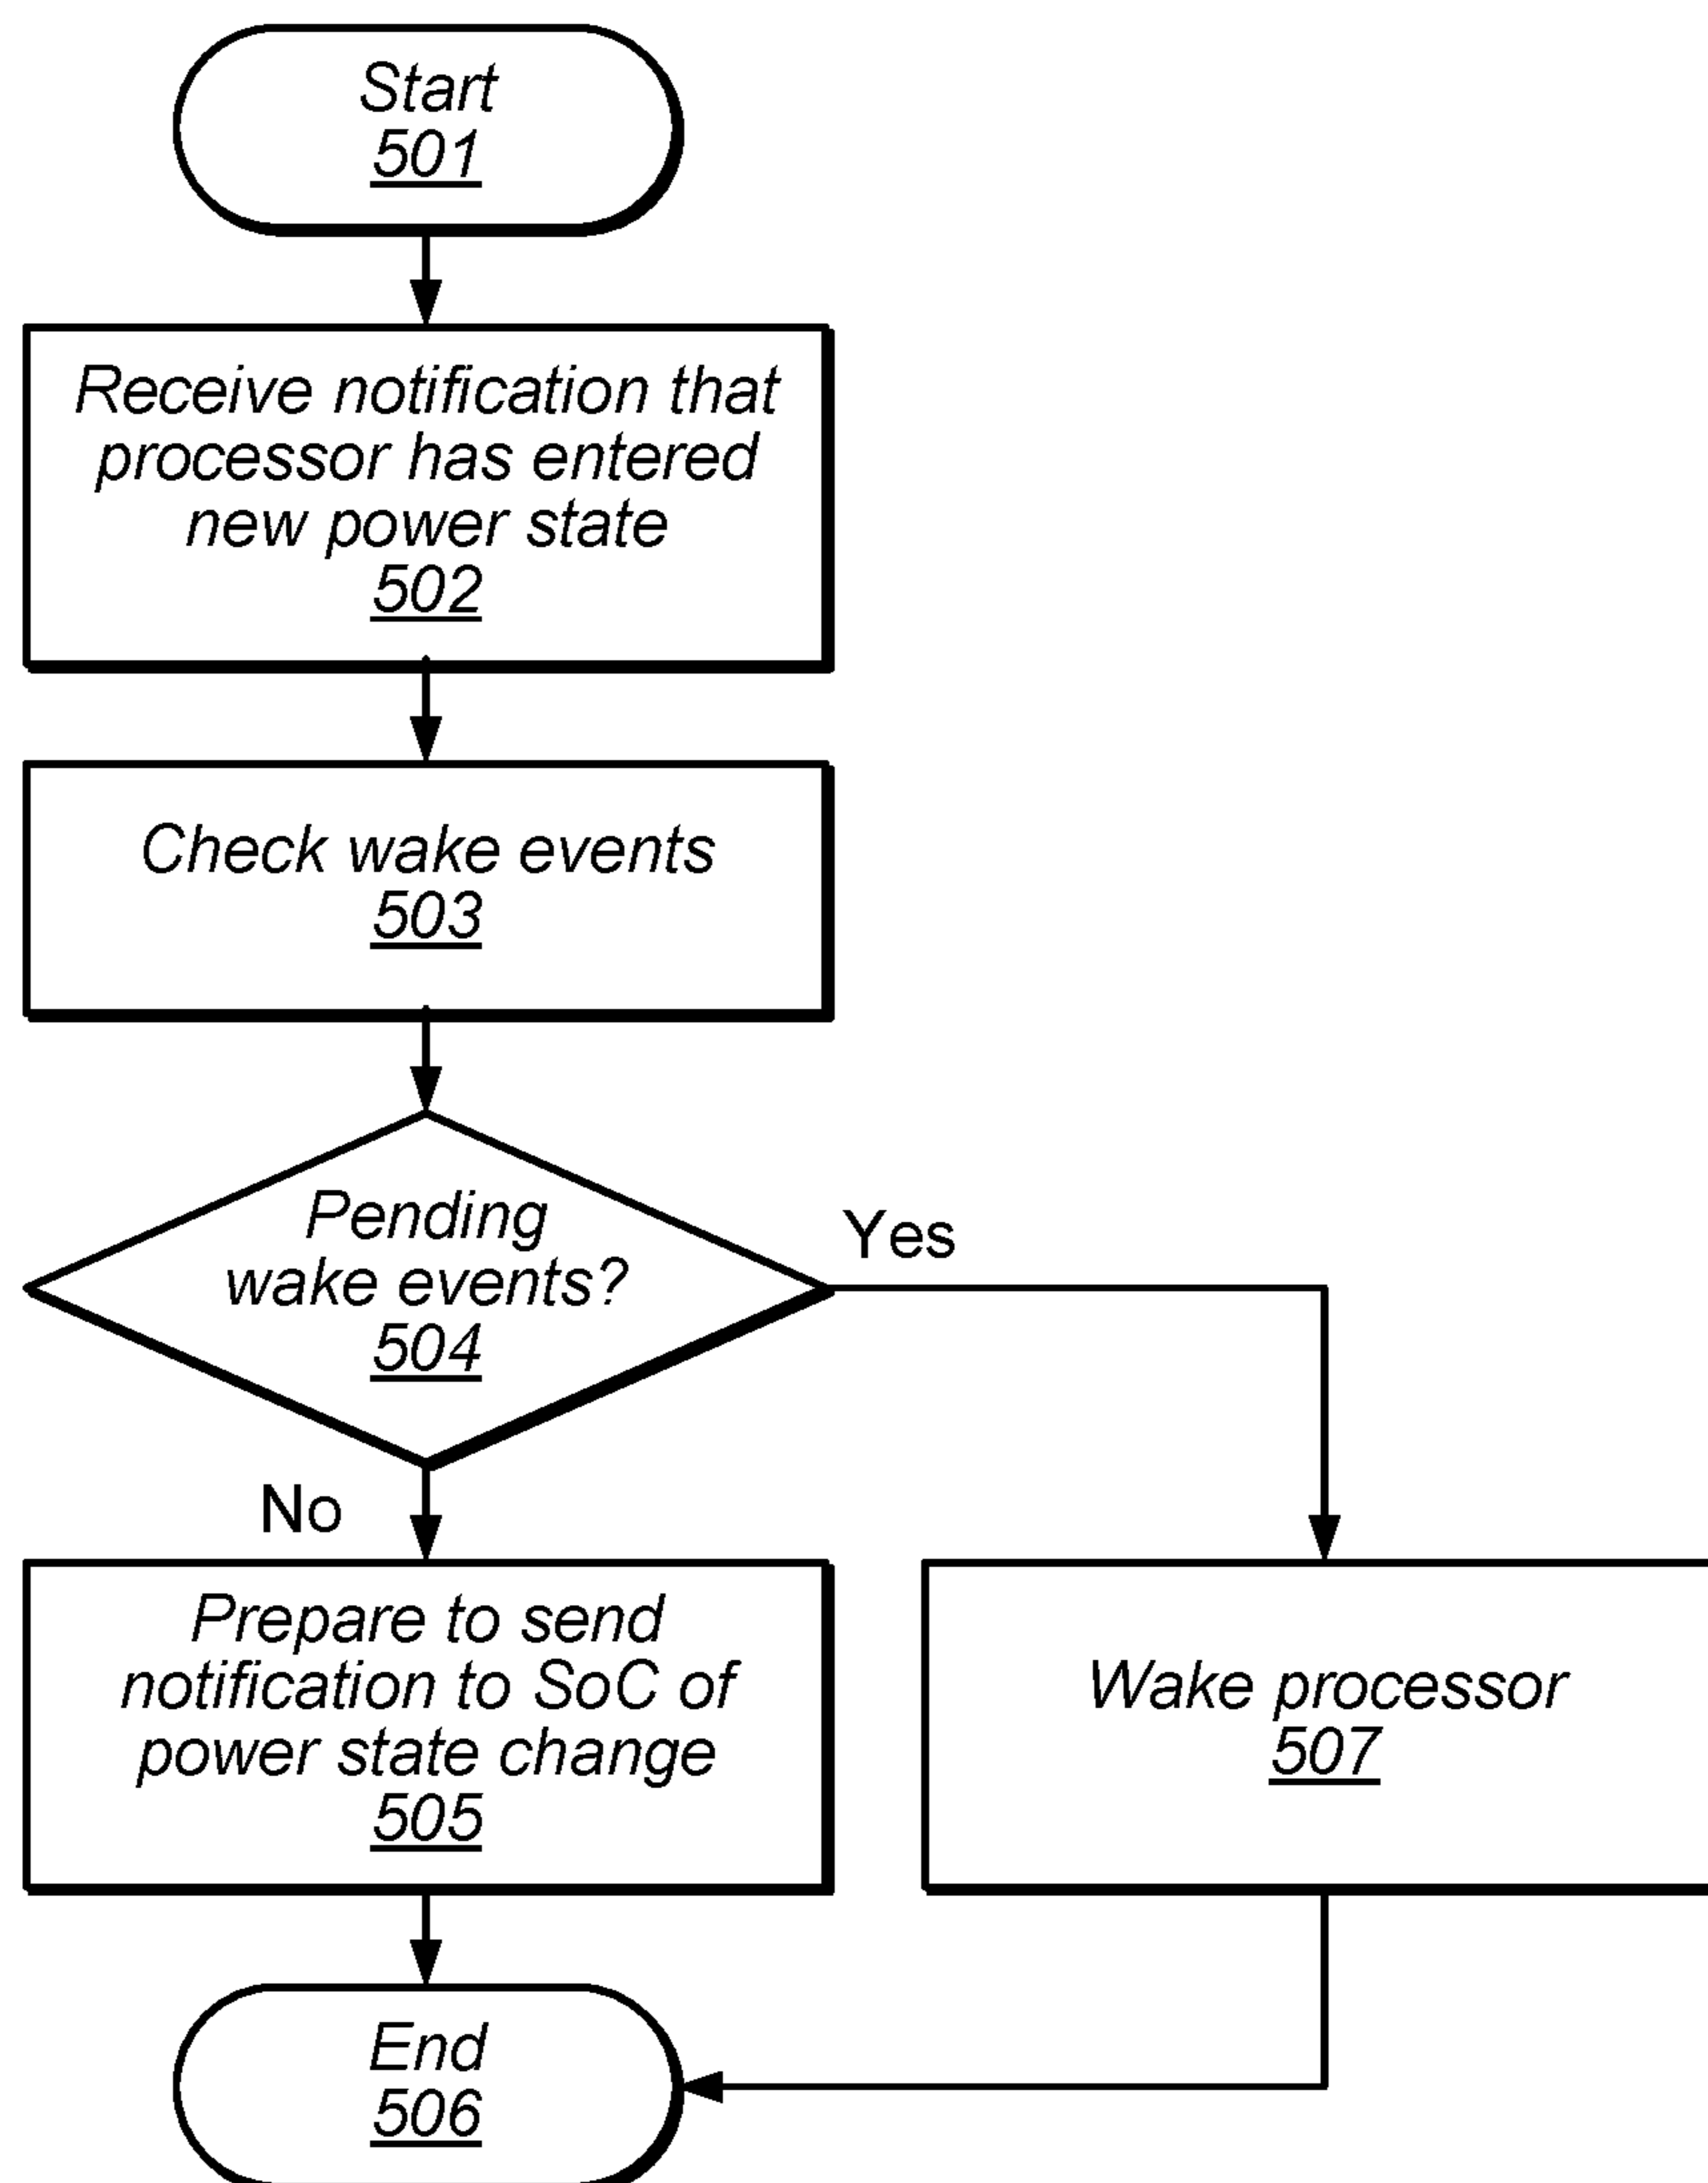 Start
501
Receive notification that
processor has entered
new power state
502
Check wake events
503
Pending
wake events?
504
Yes
No
Prepare to send
notification to SoC of
power state change
505
Wake processor
507
End
506